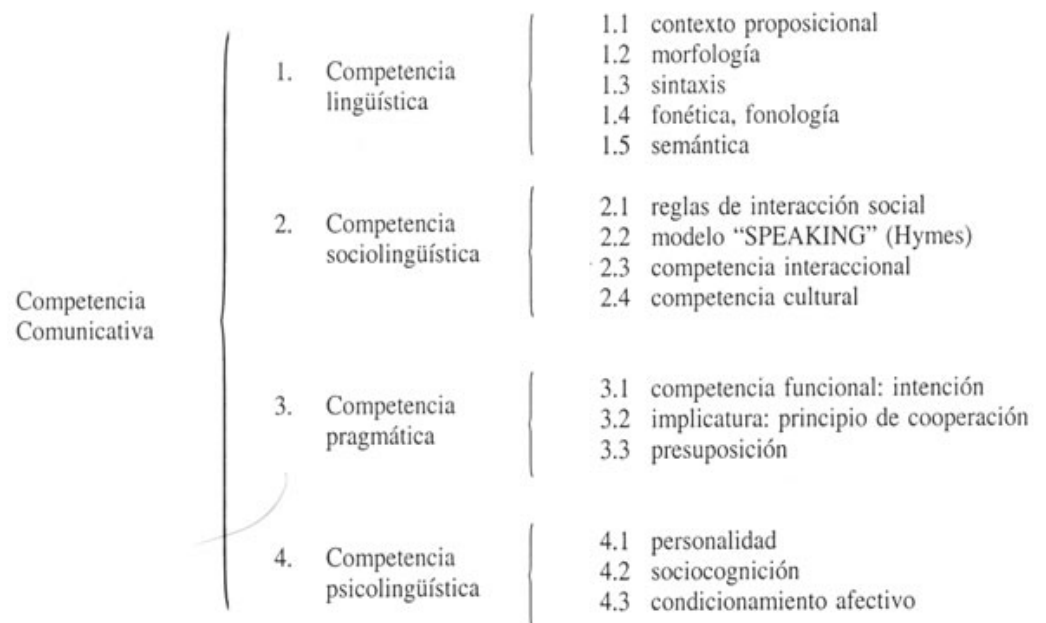 Competencia
Comunicativa
1. Competencia
lingüística
1.1 contexto proposicional
1.2 morfología
1.3 sintaxis
1.4 fonética, fonología
1.5 semántica
2. Competencia
sociolingüística
2.1 reglas de interacción social
2.2 modelo “SPEAKING” (Hymes)
2.3 competencia interaccional
2.4 competencia cultural
3. Competencia
pragmática
3.1 competencia funcional: intención
3.2 implicatura: principio de cooperación
3.3 presuposición
4. Competencia
psicolingüística
4.1 personalidad
4.2 sociocognición
4.3 condicionamiento afectivo